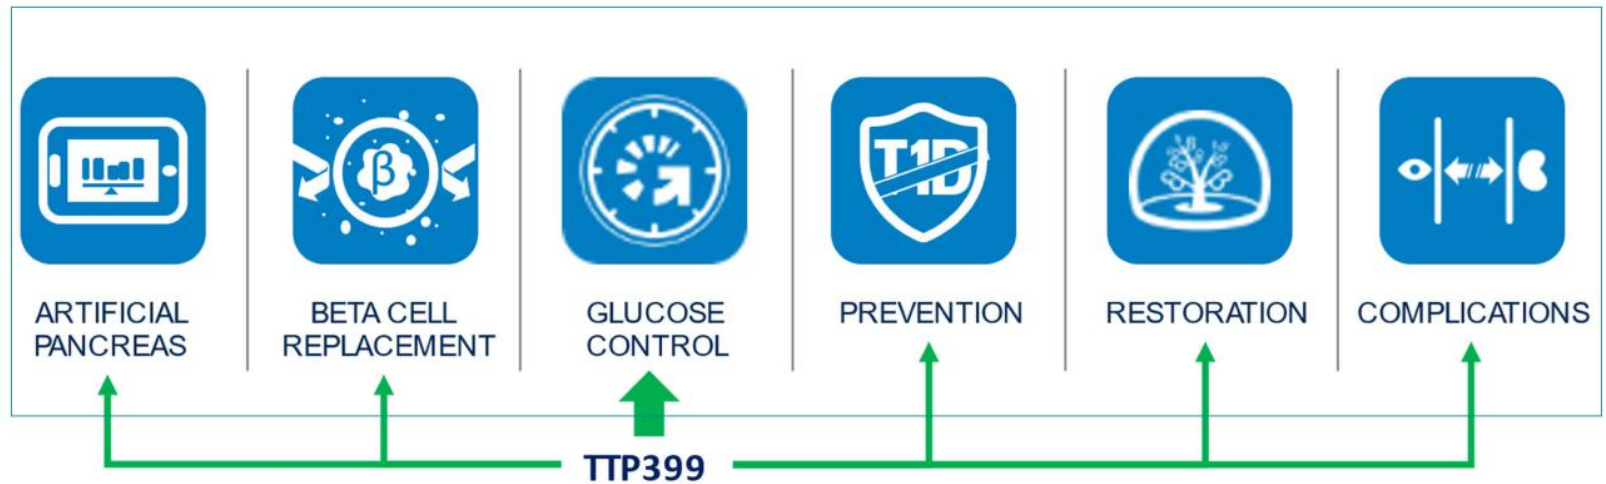 β
T1D
ARTIFICIAL
PANCREAS
BETA CELL
REPLACEMENT
GLUCOSE
CONTROL
PREVENTION
RESTORATION
COMPLICATIONS
TTP399